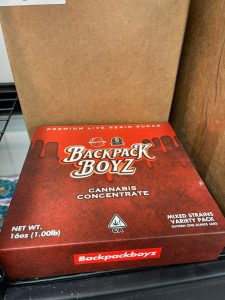 PREMIUM LIVE RESIN SUGAR
BACKPACK
BOYZ
CANNABIS
CONCENTRATE
NET WT.
16oz (1.00lb)
MIXED STRAINS
VARIETY PACK
Backpackboyz